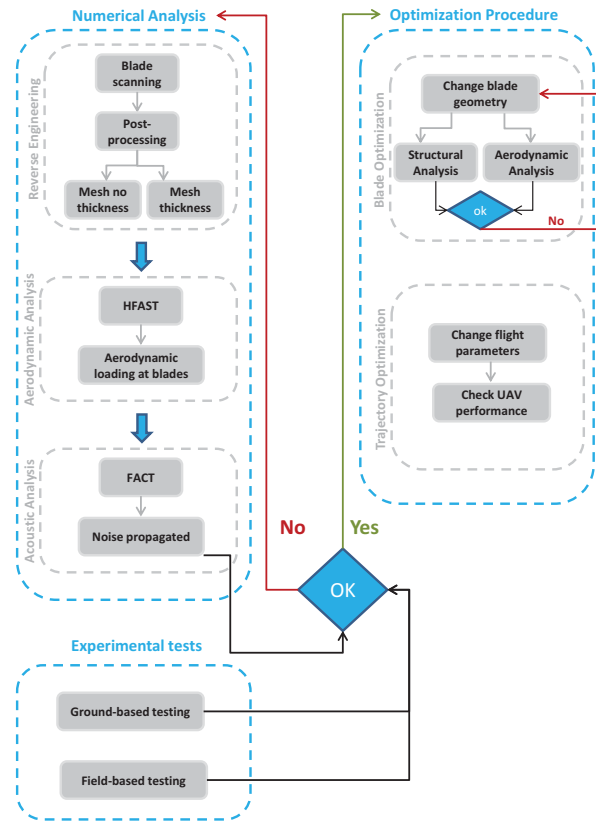 Numerical Analysis
Reverse Engineering
Blade
scanning
Post-
processing
Mesh no
thickness
Mesh
thickness
Aerodynamic Analysis
HFAST
Aerodynamic
loading at blades
Acoustic Analysis
FACT
Noise propagated
No
Yes
OK
Experimental tests
Ground-based testing
Field-based testing
Optimization Procedure
Blade Optimization
Change blade
geometry
Structural
Analysis
Aerodynamic
Analysis
ok
No
Trajectory Optimization
Change flight
parameters
Check UAV
performance